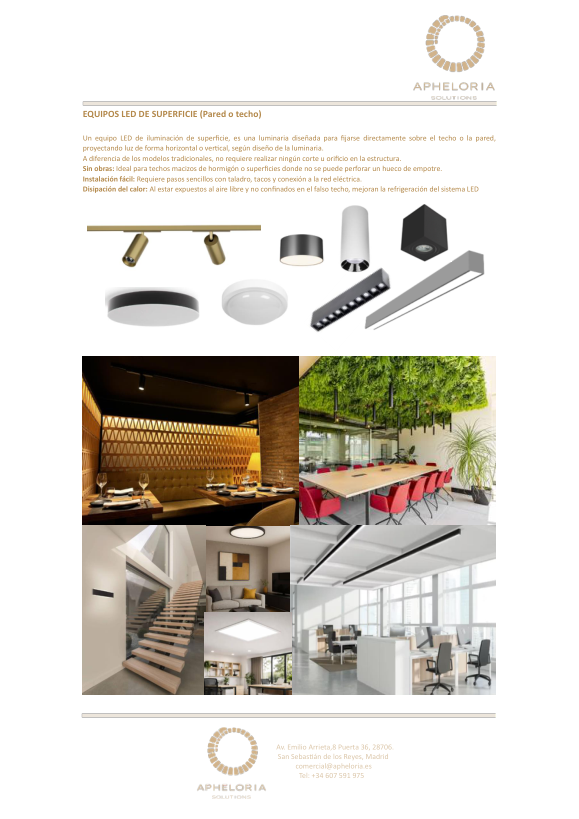 APHELORIA
SOLUTIONS
EQUIPOS LED DE SUPERFICIE (Pared o techo)
Un equipo LED de iluminación de superficie, es una luminaria diseñada para fijarse directamente sobre el techo o la pared,
proyectando luz de forma horizontal o vertical, según diseño de la luminaria.
A diferencia de los modelos tradicionales, no requiere realizar ningún corte u orificio en la estructura.
Sin obras: Ideal para techos macizos de hormigón o superficies donde no se puede perforar un hueco de empotre.
Instalación fácil: Requiere pasos sencillos con taladro, tacos y conexión a la red eléctrica.
Disipación del calor: Al estar expuestos al aire libre y no confinados en el falso techo, mejoran la refrigeración del sistema LED
APHELORIA
SOLUTIONS
Av. Emilio Arrieta,8 Puerta 36, 28706.
San Sebastián de los Reyes, Madrid
comercial@apheloria.es
Tel: +34 607 591 973